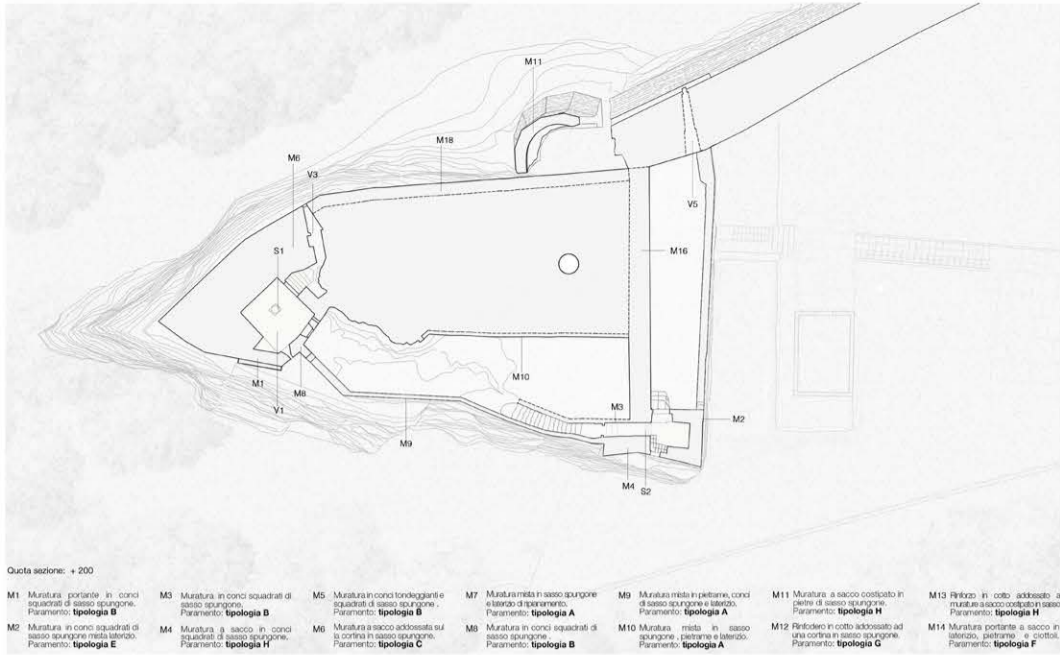 M11
M18
M6
V3
V5
S1
M16
M10
M1
M8
V1
M3
M2
M9
M4
S2
Quota sezione: + 200
M1 Muratura portante in conci
squadrati di sasso spungone.
Paramento: tipologia B
M2 Muratura in conci squadrati di
sasso spungone mista laterizio.
Paramento: tipologia E
M3 Muratura in conci squadrati di
sasso spungone.
Paramento: tipologia B
M4 Muratura a sacco in conci
squadrati di sasso spungone.
Paramento: tipologia H
M5 Muratura in conci tondeggianti e
squadrati di sasso spungone .
Paramento: tipologia B
M6 Muratura a sacco addossata sul
la cortina in sasso spungone.
Paramento: tipologia C
M7 Muratura mista in sasso spungone
e laterizio di ripianamento.
Paramento: tipologia A
M8 Muratura in conci squadrati di
sasso spungone .
Paramento: tipologia B
M9 Muratura mista in pietrame, conci
di sasso spungone e laterizio.
Paramento: tipologia A
M10 Muratura mista in sasso
spungone , pietrame e laterizio.
Paramento: tipologia A
M11 Muratura a sacco costipato in
pietre di sasso spungone.
Paramento: tipologia H
M12 Rinfodero in cotto addossato ad
una cortina in sasso spungone.
Paramento: tipologia G
M13 Rinforzo in cotto addossato a
murature a sacco costipato in sasso
Paramento: tipologia H
M14 Muratura portante a sacco in
laterizio, pietrame e ciottoli.
Paramento: tipologia F